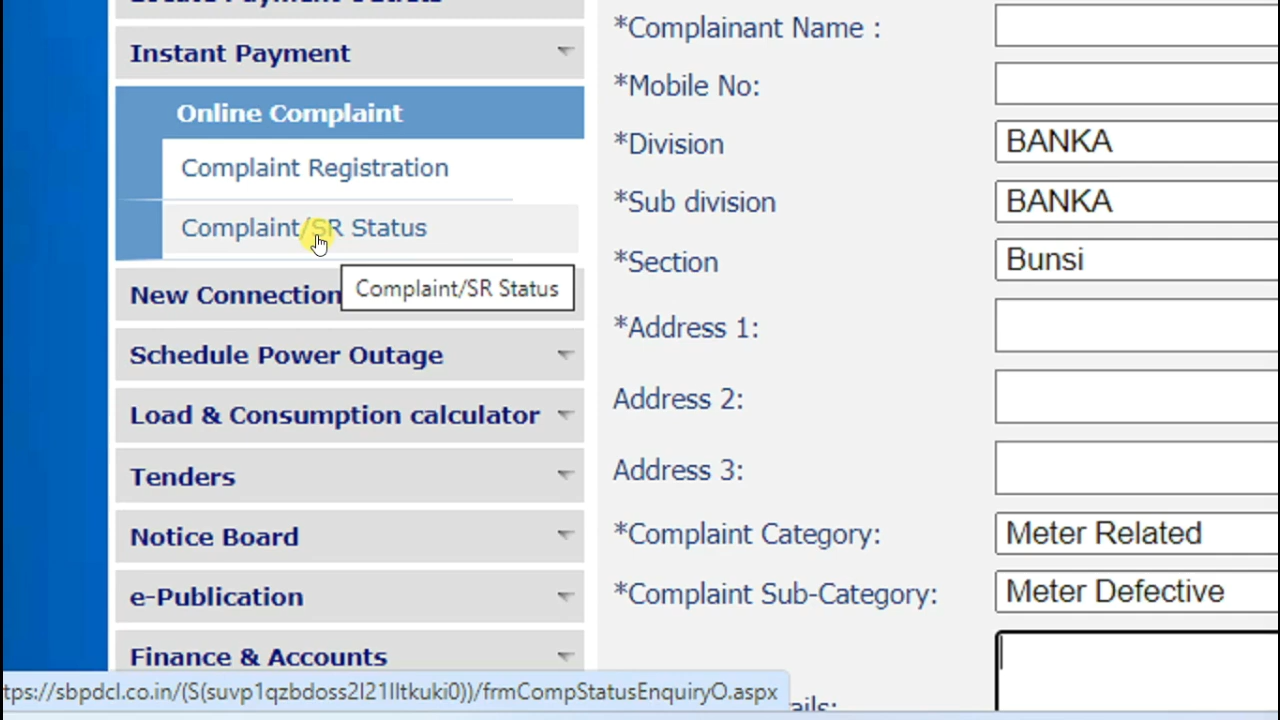 Instant Payment
Online Complaint
Complaint Registration
Complaint/SR Status
Complaint/SR Status
New Connection
Schedule Power Outage
Load & Consumption calculator
Tenders
Notice Board
e-Publication
Finance & Accounts
*Complainant Name :
*Mobile No:
*Division
BANKA
*Sub division
BANKA
*Section
Bunsi
*Address 1:
Address 2:
Address 3:
*Complaint Category:
Meter Related
*Complaint Sub-Category:
Meter Defective
ails: